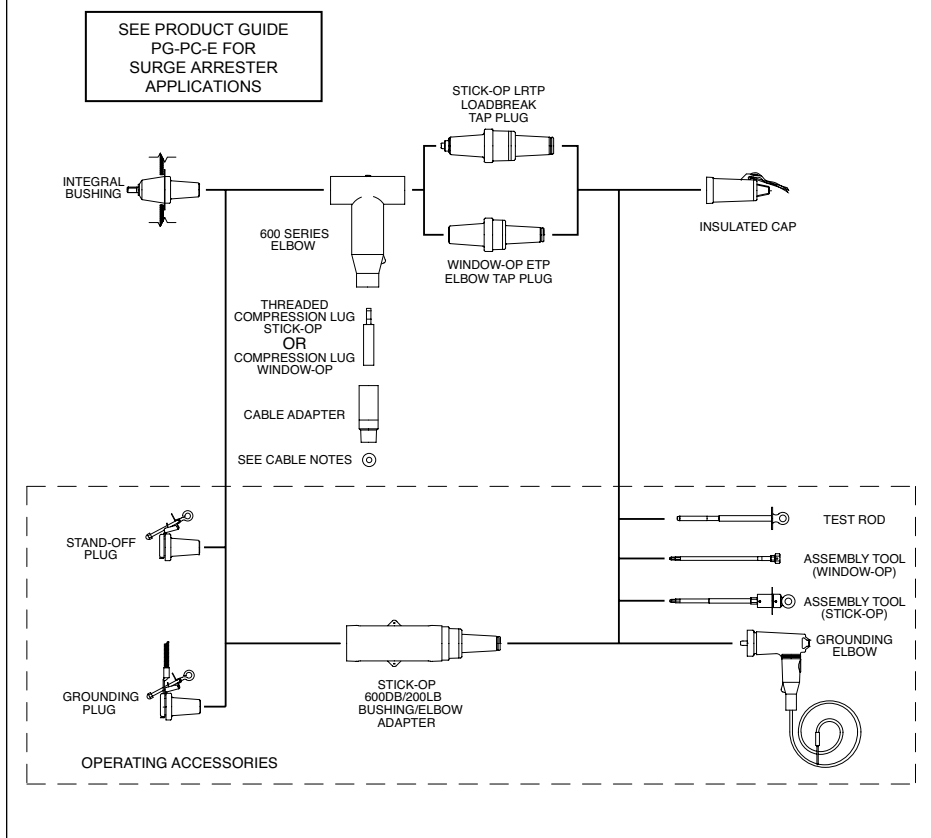 SEE PRODUCT GUIDE
PG-PC-E FOR
SURGE ARRESTER
APPLICATIONS
STICK-OP LRTP
LOADBREAK
TAP PLUG
INTEGRAL
BUSHING
600 SERIES
ELBOW
WINDOW-OP ETP
ELBOW TAP PLUG
INSULATED CAP
THREADED
COMPRESSION LUG
STICK-OP
OR
COMPRESSION LUG
WINDOW-OP
CABLE ADAPTER
SEE CABLE NOTES
STAND-OFF
PLUG
TEST ROD
ASSEMBLY TOOL
(WINDOW-OP)
ASSEMBLY TOOL
(STICK-OP)
GROUNDING
ELBOW
GROUNDING
PLUG
STICK-OP
600DB/200LB
BUSHING/ELBOW
ADAPTER
OPERATING ACCESSORIES